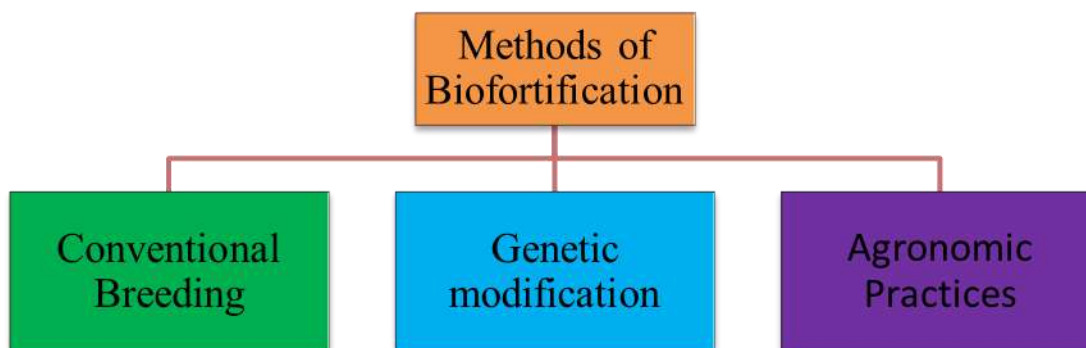 Methods of
Biofortification
Conventional
Breeding
Genetic
modification
Agronomic
Practices